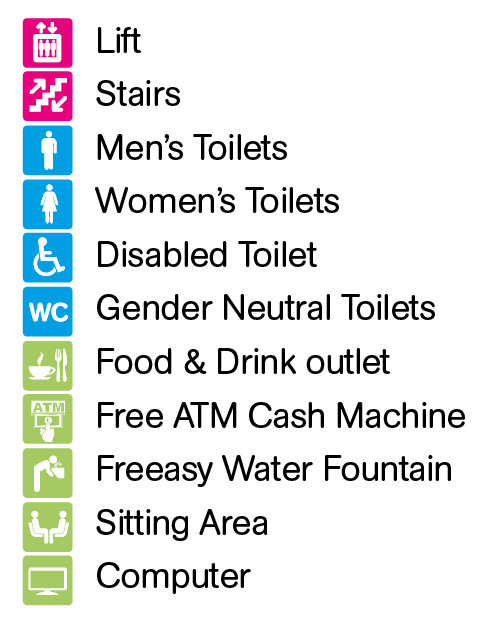 Lift
Stairs
Men's Toilets
Women's Toilets
Disabled Toilet
WC Gender Neutral Toilets
Food & Drink outlet
ATM Free ATM Cash Machine
Freeasy Water Fountain
Sitting Area
Computer